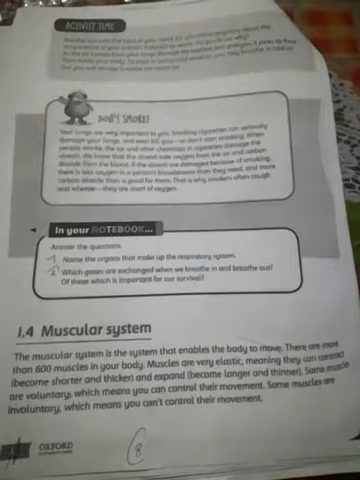 ACTIVITY TIME
DON'T SMOKE!
Your lungs are very important to you. Smoking cigarettes can seriously
damage your lungs, and even kill you—so don't start smoking. When
people smoke, the tar and other chemicals in cigarettes damage the
alveoli. We know that the alveoli take oxygen from the air and carbon
dioxide from the blood. If the alveoli are damaged because of smoking,
there is less oxygen in a person's bloodstream than they need, and more
carbon dioxide than is good for them. That is why smokers often cough
and wheeze—they are short of oxygen.
In your NOTEBOOK...
Answer the questions.
1 Name the organs that make up the respiratory system.
2 Which gases are exchanged when we breathe in and breathe out?
Of these which is important for our survival?
1.4 Muscular system
The muscular system is the system that enables the body to move. There are more
than 600 muscles in your body. Muscles are very elastic, meaning they can contract
(become shorter and thicker) and expand (become longer and thinner). Some muscles
are voluntary, which means you can control their movement. Some muscles are
involuntary, which means you can't control their movement.
OXFORD
8